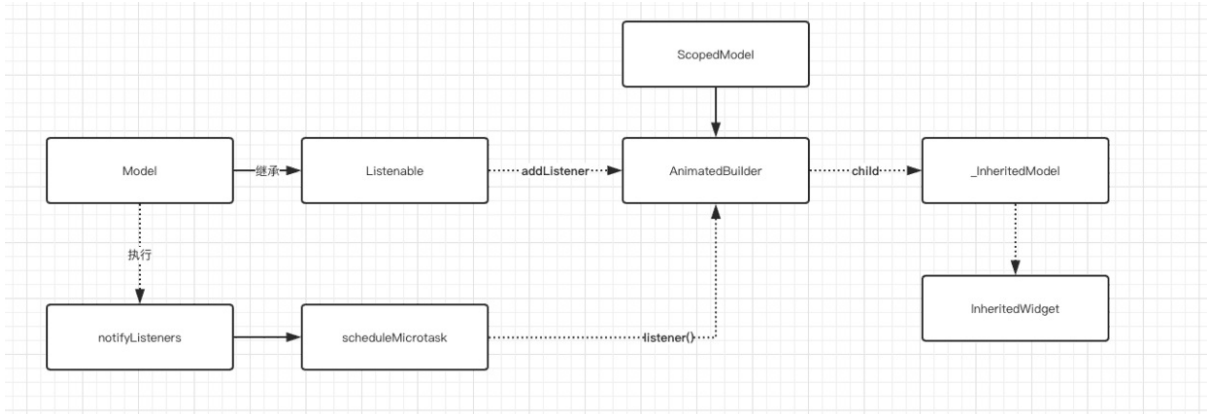 ScopedModel
Model
继承
Listenable
addListener
AnimatedBuilder
child
_InheritedModel
执行
InheritedWidget
notifyListeners
scheduleMicrotask
listener()